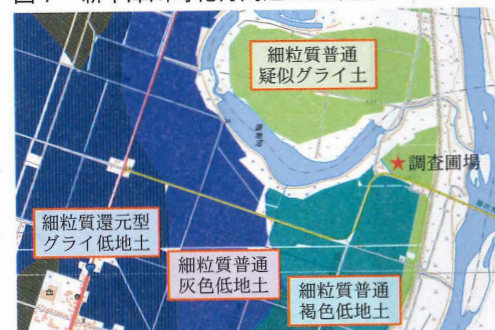 細粒質普通
疑似グライ土
★調査圃場
細粒質還元型
グライ低地土
細粒質普通
灰色低地土
細粒質普通
褐色低地土